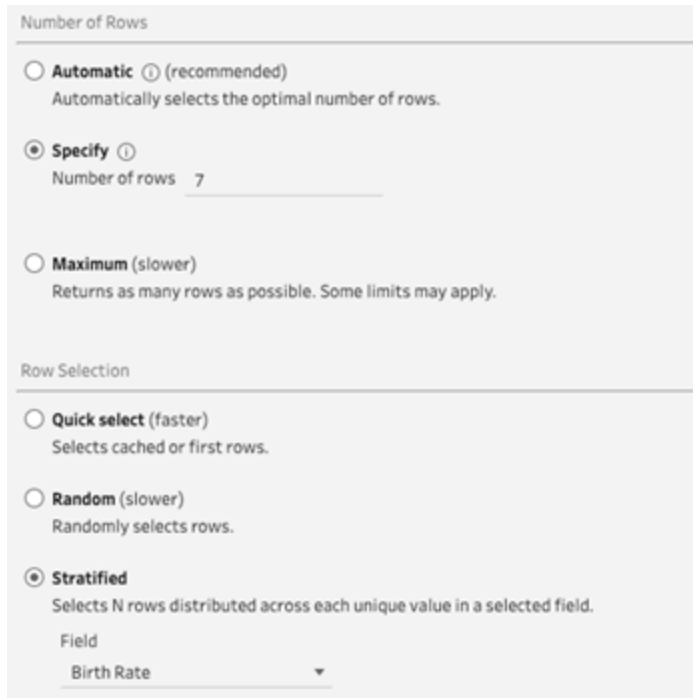 Number of Rows
Automatic ⓘ (recommended)
Automatically selects the optimal number of rows.
Specify ⓘ
Number of rows 7
Maximum (slower)
Returns as many rows as possible. Some limits may apply.
Row Selection
Quick select (faster)
Selects cached or first rows.
Random (slower)
Randomly selects rows.
Stratified
Selects N rows distributed across each unique value in a selected field.
Field
Birth Rate